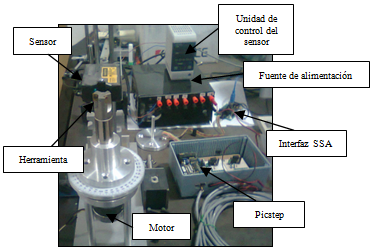 Unidad de
control del
sensor
Sensor
Fuente de alimentación
Herramienta
Interfaz SSA
Motor
Picstep